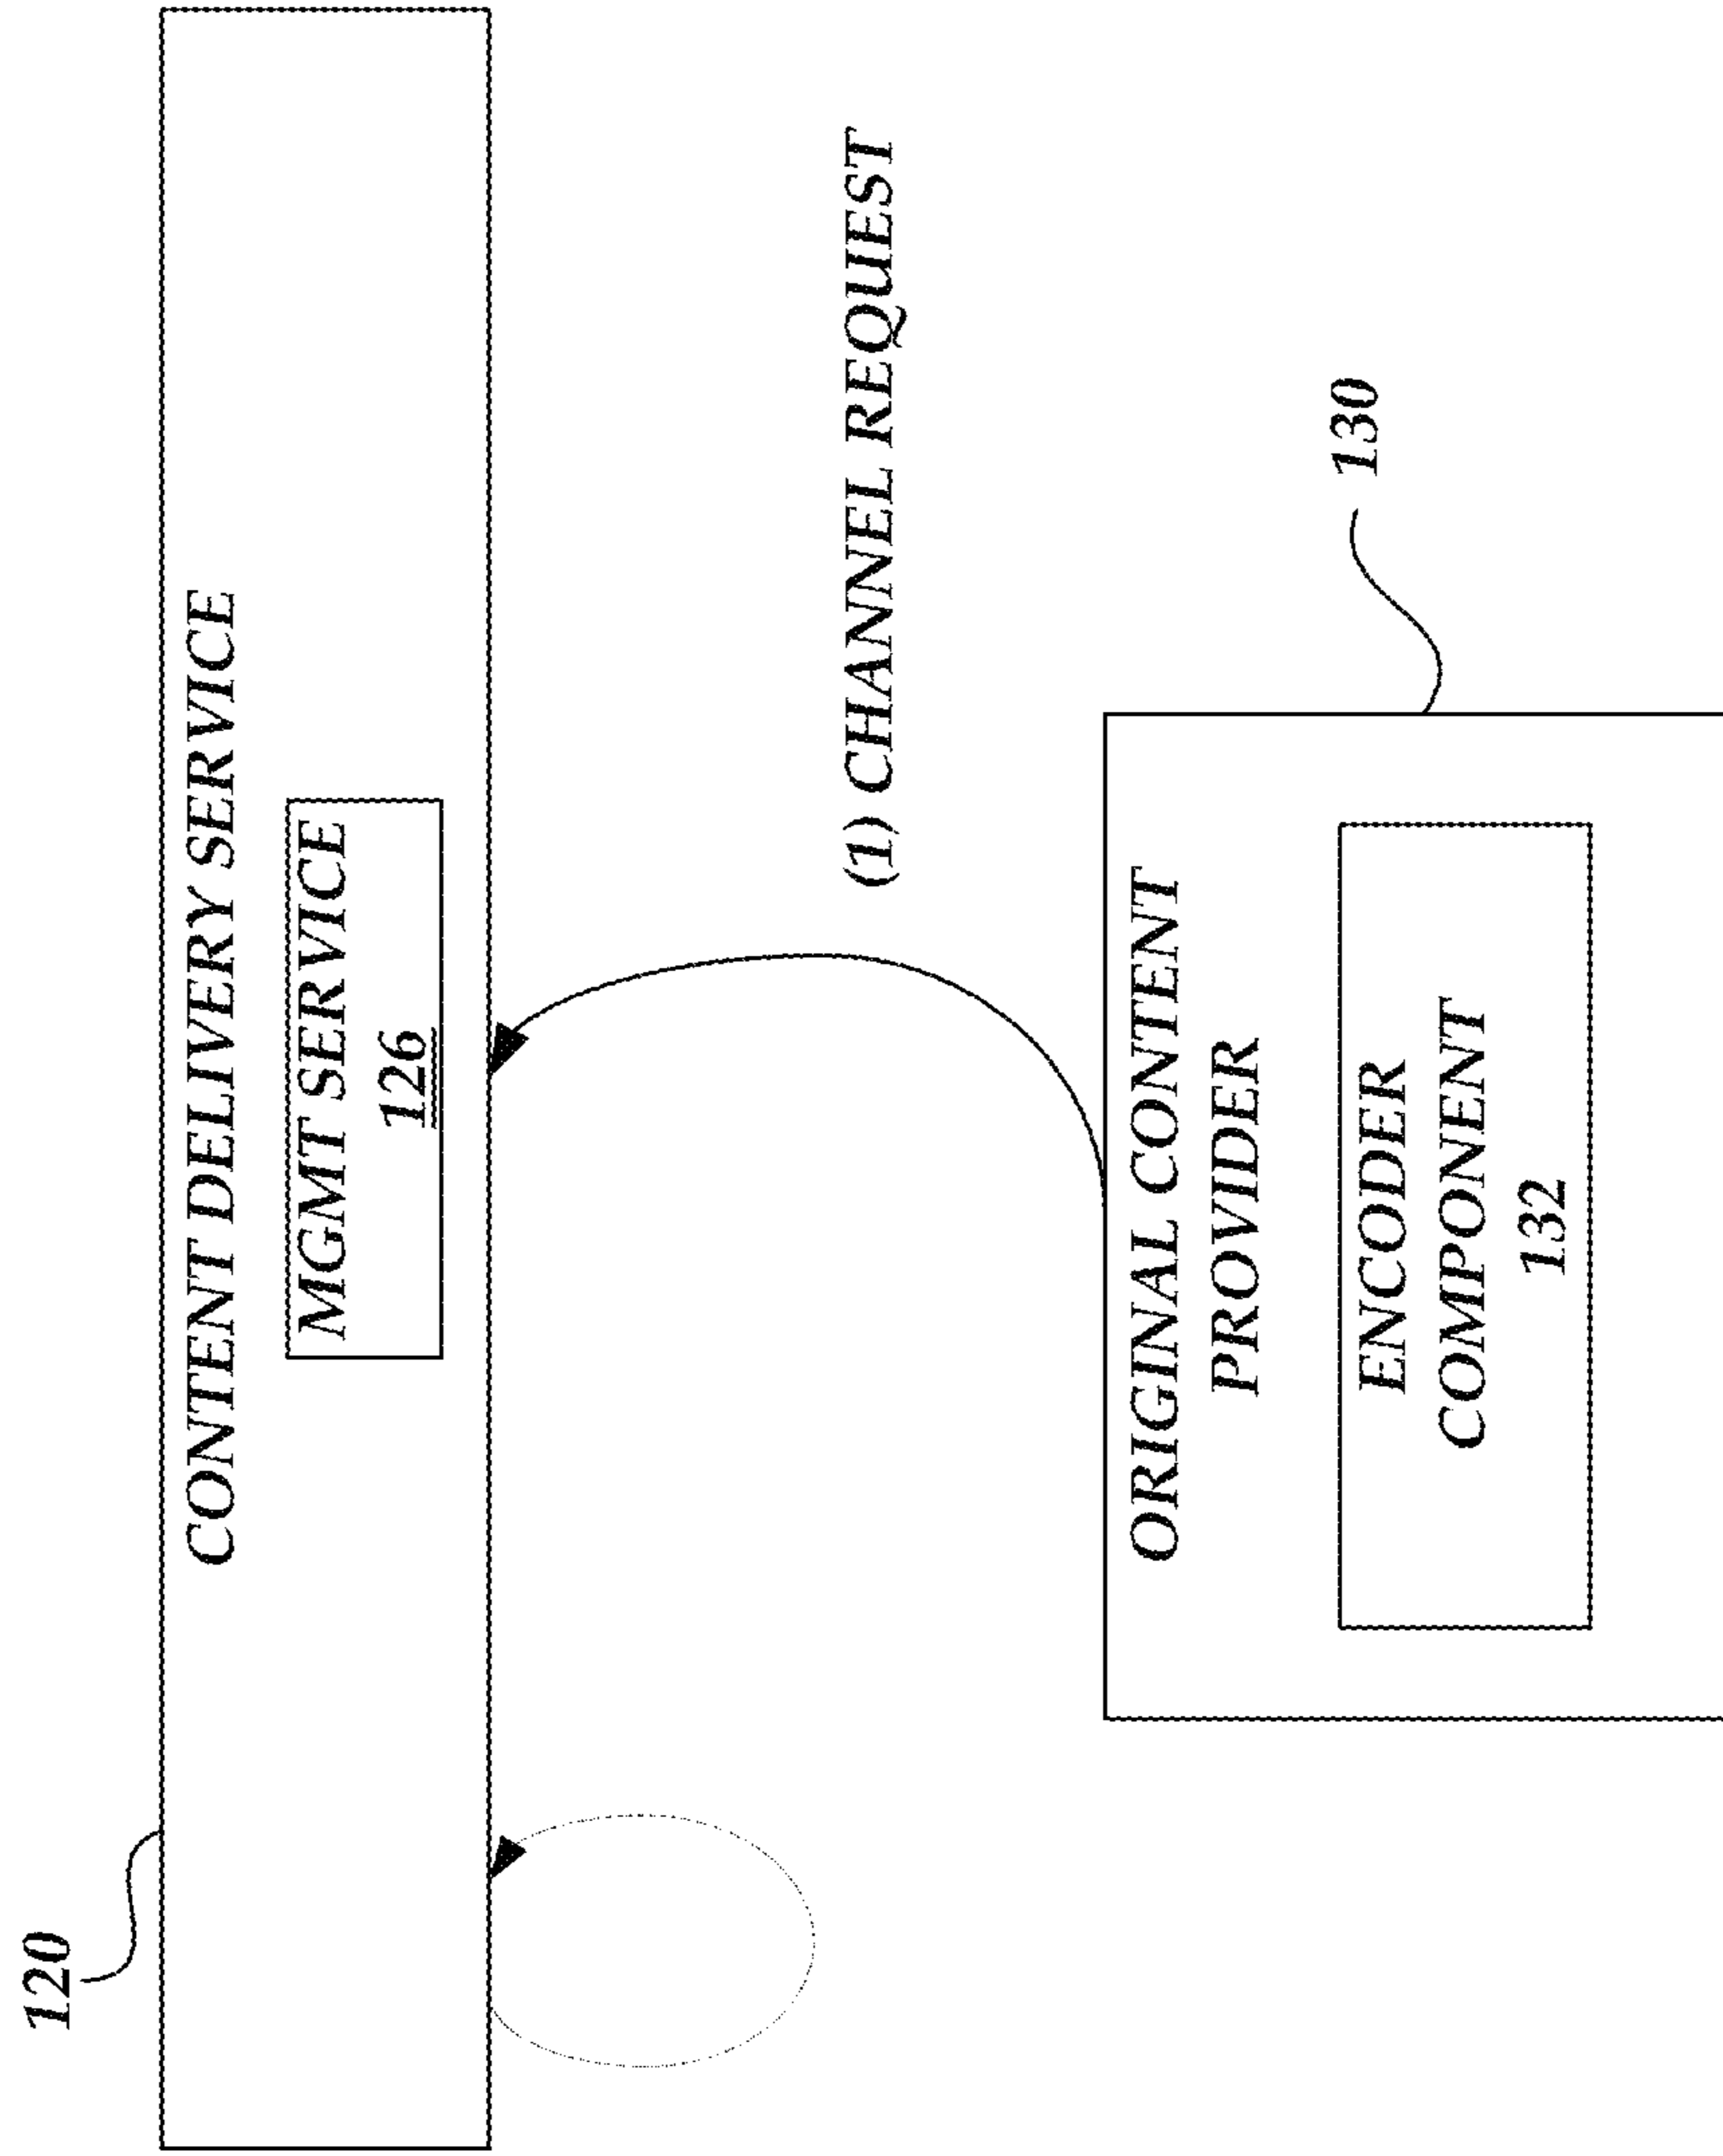 120
CONTENT DELIVERY SERVICE
MGMT SERVICE
126
(1) CHANNEL REQUEST
ORIGINAL CONTENT
PROVIDER
130
ENCODER
COMPONENT
132